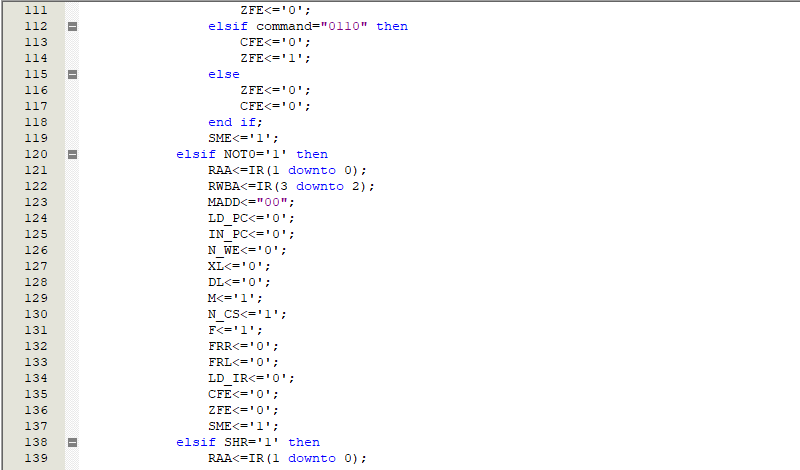 111 ZFE<='0';
112 elsif command="0110" then
113 CFE<='0';
114 ZFE<='1';
115 else
116 ZFE<='0';
117 CFE<='0';
118 end if;
119 SME<='1';
120 elsif NOT0='1' then
121 RAA<=IR(1 downto 0);
122 RWBA<=IR(3 downto 2);
123 MADD<="00";
124 LD_PC<='0';
125 IN_PC<='0';
126 N_WE<='0';
127 XL<='0';
128 DL<='0';
129 M<='1';
130 N_CS<='1';
131 F<='1';
132 FRR<='0';
133 FRL<='0';
134 LD_IR<='0';
135 CFE<='0';
136 ZFE<='0';
137 SME<='1';
138 elsif SHR='1' then
139 RAA<=IR(1 downto 0);